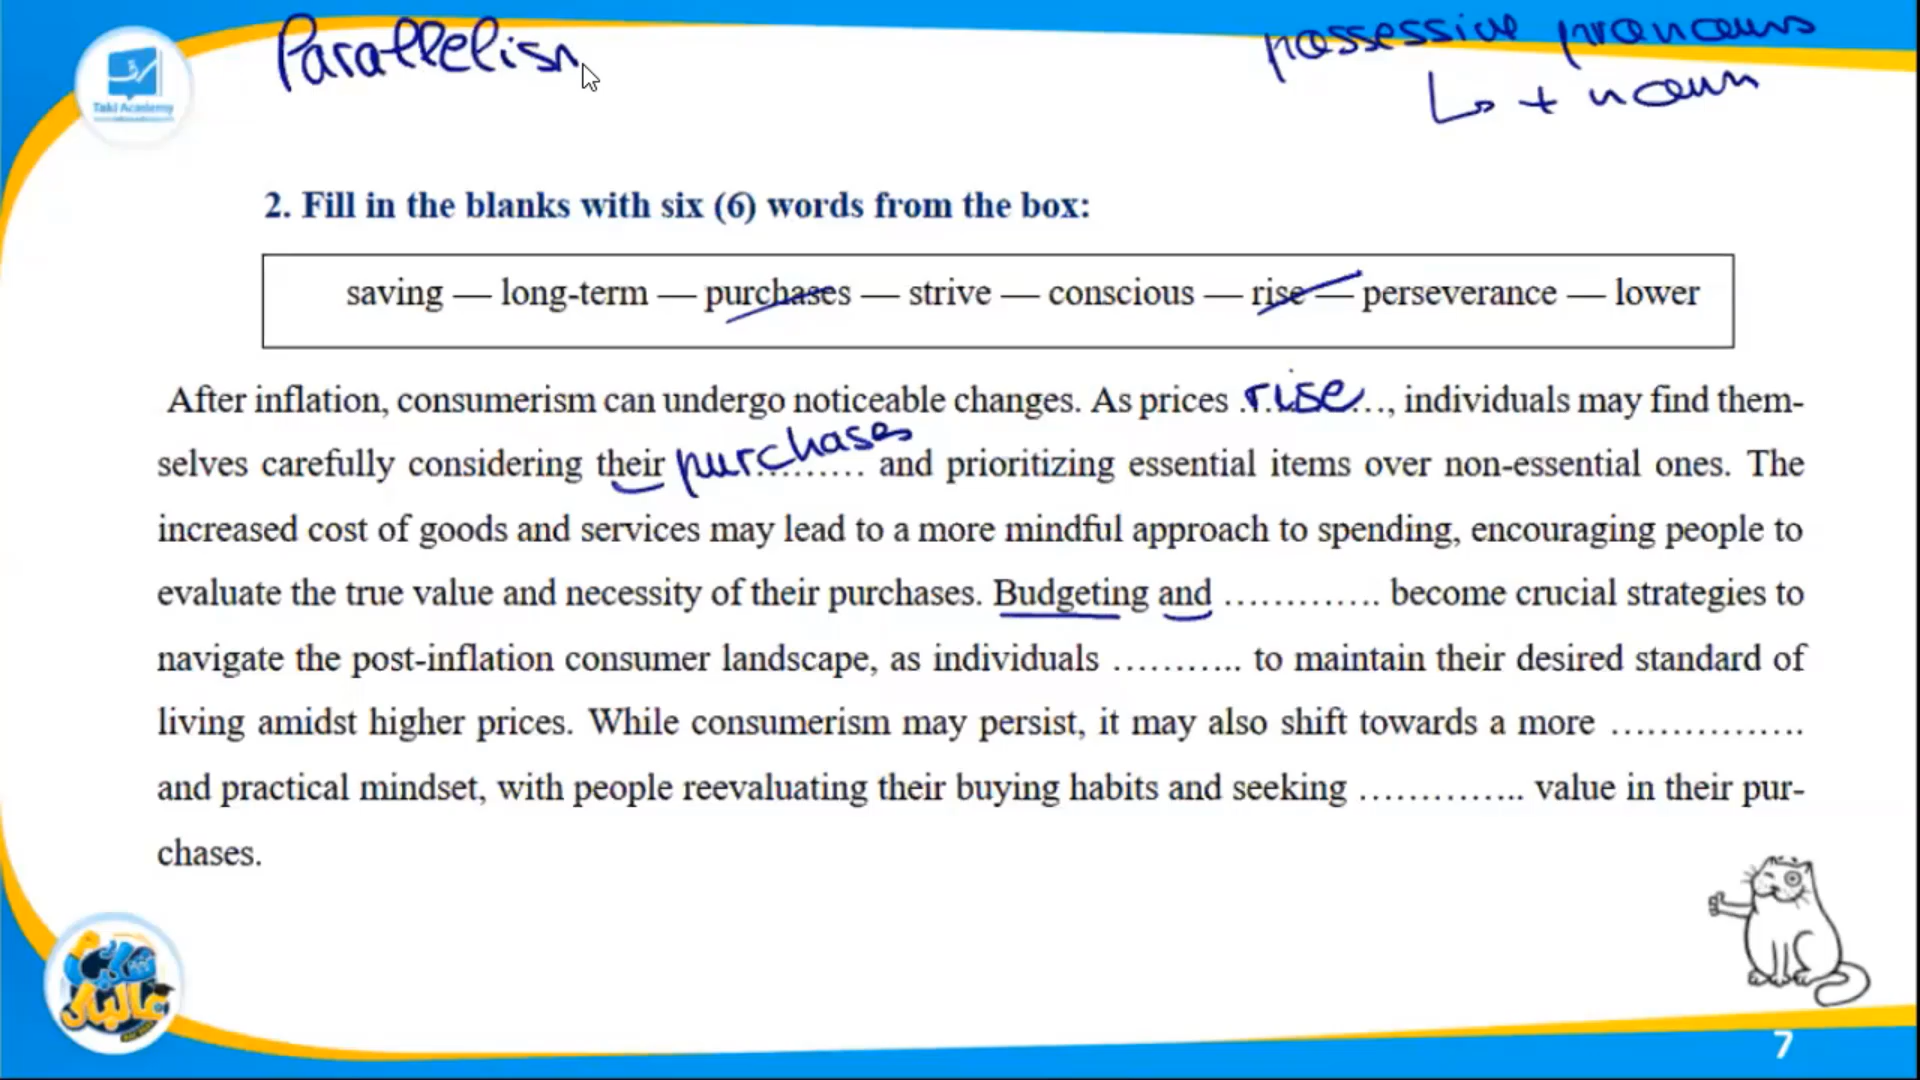 Parallelism
possessive pronouns
↳ + noun
Taki Academy
2. Fill in the blanks with six (6) words from the box:
saving — long-term — purchases — strive — conscious — rise — perseverance — lower
After inflation, consumerism can undergo noticeable changes. As prices ..rise..., individuals may find them-
selves carefully considering their purchases ......... and prioritizing essential items over non-essential ones. The
increased cost of goods and services may lead to a more mindful approach to spending, encouraging people to
evaluate the true value and necessity of their purchases. Budgeting and ............. become crucial strategies to
navigate the post-inflation consumer landscape, as individuals ........... to maintain their desired standard of
living amidst higher prices. While consumerism may persist, it may also shift towards a more ................
and practical mindset, with people reevaluating their buying habits and seeking .............. value in their pur-
chases.
7